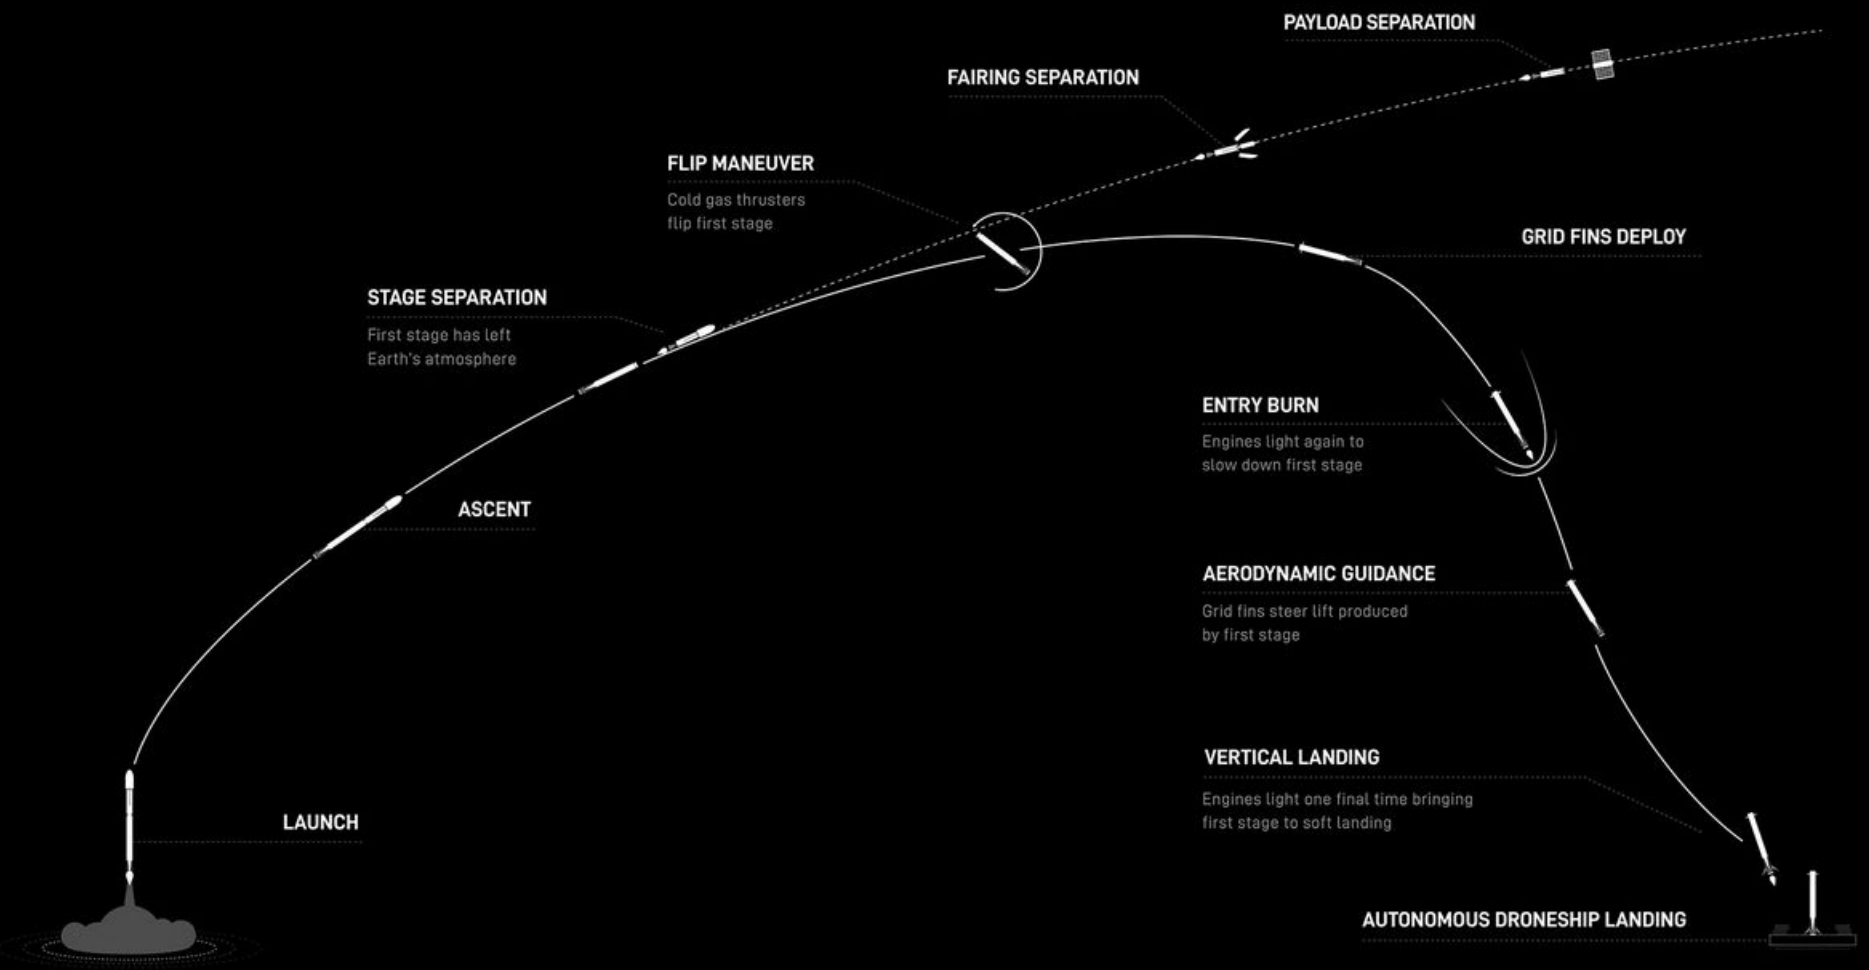 PAYLOAD SEPARATION
FAIRING SEPARATION
FLIP MANEUVER
Cold gas thrusters
flip first stage
GRID FINS DEPLOY
STAGE SEPARATION
First stage has left
Earth's atmosphere
ENTRY BURN
Engines light again to
slow down first stage
ASCENT
AERODYNAMIC GUIDANCE
Grid fins steer lift produced
by first stage
VERTICAL LANDING
Engines light one final time bringing
first stage to soft landing
LAUNCH
AUTONOMOUS DRONESHIP LANDING